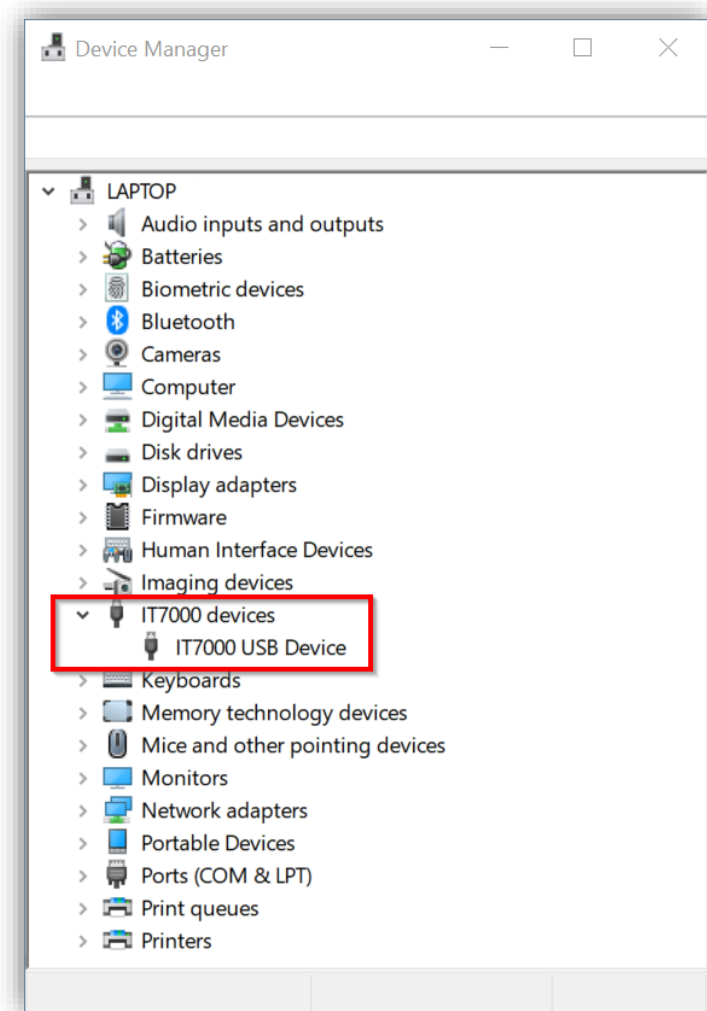 Device Manager
LAPTOP
Audio inputs and outputs
Batteries
Biometric devices
Bluetooth
Cameras
Computer
Digital Media Devices
Disk drives
Display adapters
Firmware
Human Interface Devices
Imaging devices
IT7000 devices
IT7000 USB Device
Keyboards
Memory technology devices
Mice and other pointing devices
Monitors
Network adapters
Portable Devices
Ports (COM & LPT)
Print queues
Printers